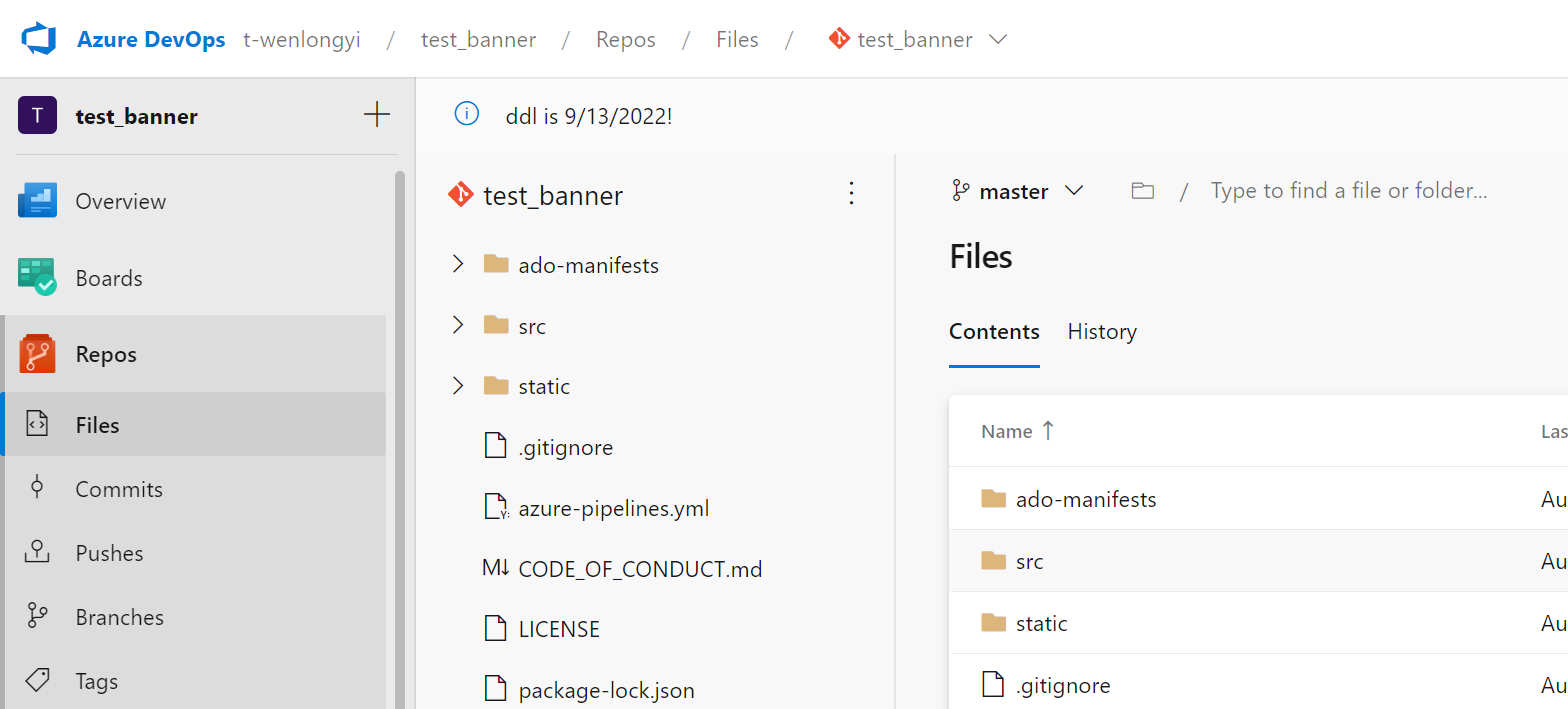 Azure DevOps t-wenlongyi / test_banner / Repos / Files / test_banner
T test_banner
Overview
Boards
Repos
Files
Commits
Pushes
Branches
Tags
ddl is 9/13/2022!
test_banner
ado-manifests
src
static
.gitignore
Y: azure-pipelines.yml
M↓ CODE_OF_CONDUCT.md
LICENSE
package-lock.json
master / Type to find a file or folder...
Files
Contents History
Name ↑ Las
ado-manifests Au
src Au
static Au
.gitignore Au